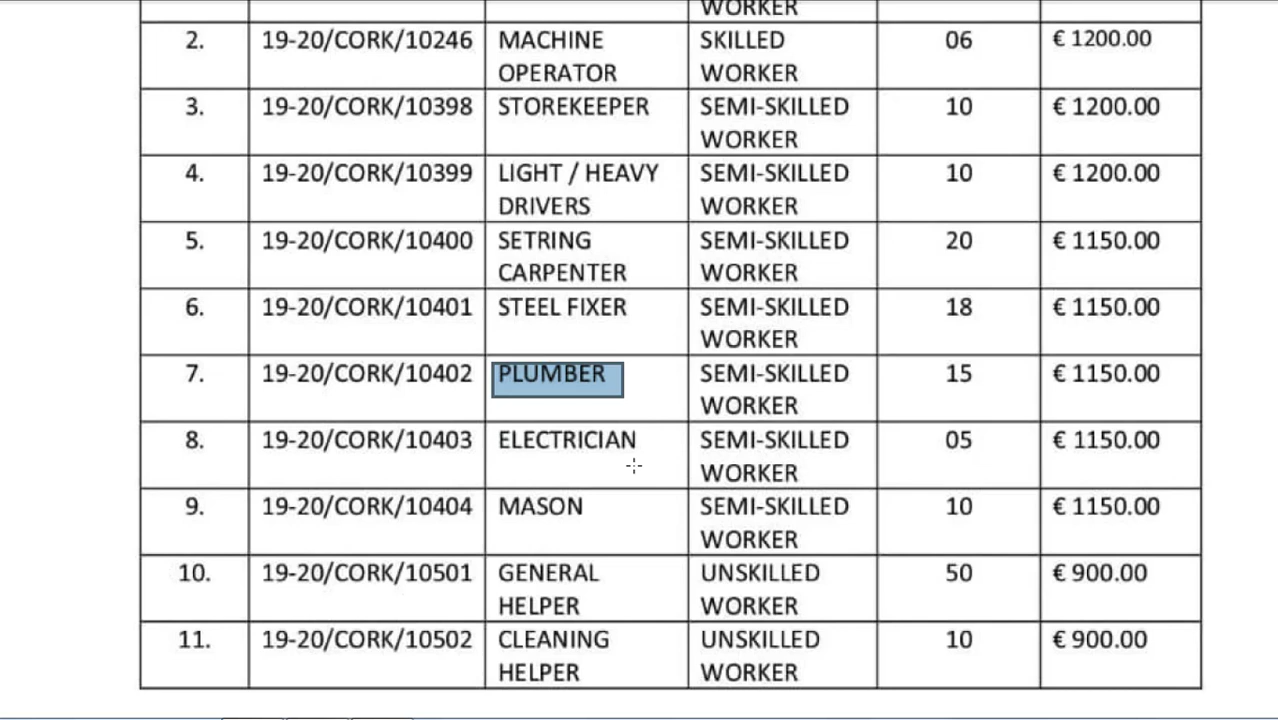 WORKER
2. 19-20/CORK/10246 MACHINE SKILLED 06 € 1200.00
OPERATOR WORKER
3. 19-20/CORK/10398 STOREKEEPER SEMI-SKILLED 10 € 1200.00
WORKER
4. 19-20/CORK/10399 LIGHT / HEAVY SEMI-SKILLED 10 € 1200.00
DRIVERS WORKER
5. 19-20/CORK/10400 SETRING SEMI-SKILLED 20 € 1150.00
CARPENTER WORKER
6. 19-20/CORK/10401 STEEL FIXER SEMI-SKILLED 18 € 1150.00
WORKER
7. 19-20/CORK/10402 PLUMBER SEMI-SKILLED 15 € 1150.00
WORKER
8. 19-20/CORK/10403 ELECTRICIAN SEMI-SKILLED 05 € 1150.00
WORKER
9. 19-20/CORK/10404 MASON SEMI-SKILLED 10 € 1150.00
WORKER
10. 19-20/CORK/10501 GENERAL UNSKILLED 50 € 900.00
HELPER WORKER
11. 19-20/CORK/10502 CLEANING UNSKILLED 10 € 900.00
HELPER WORKER